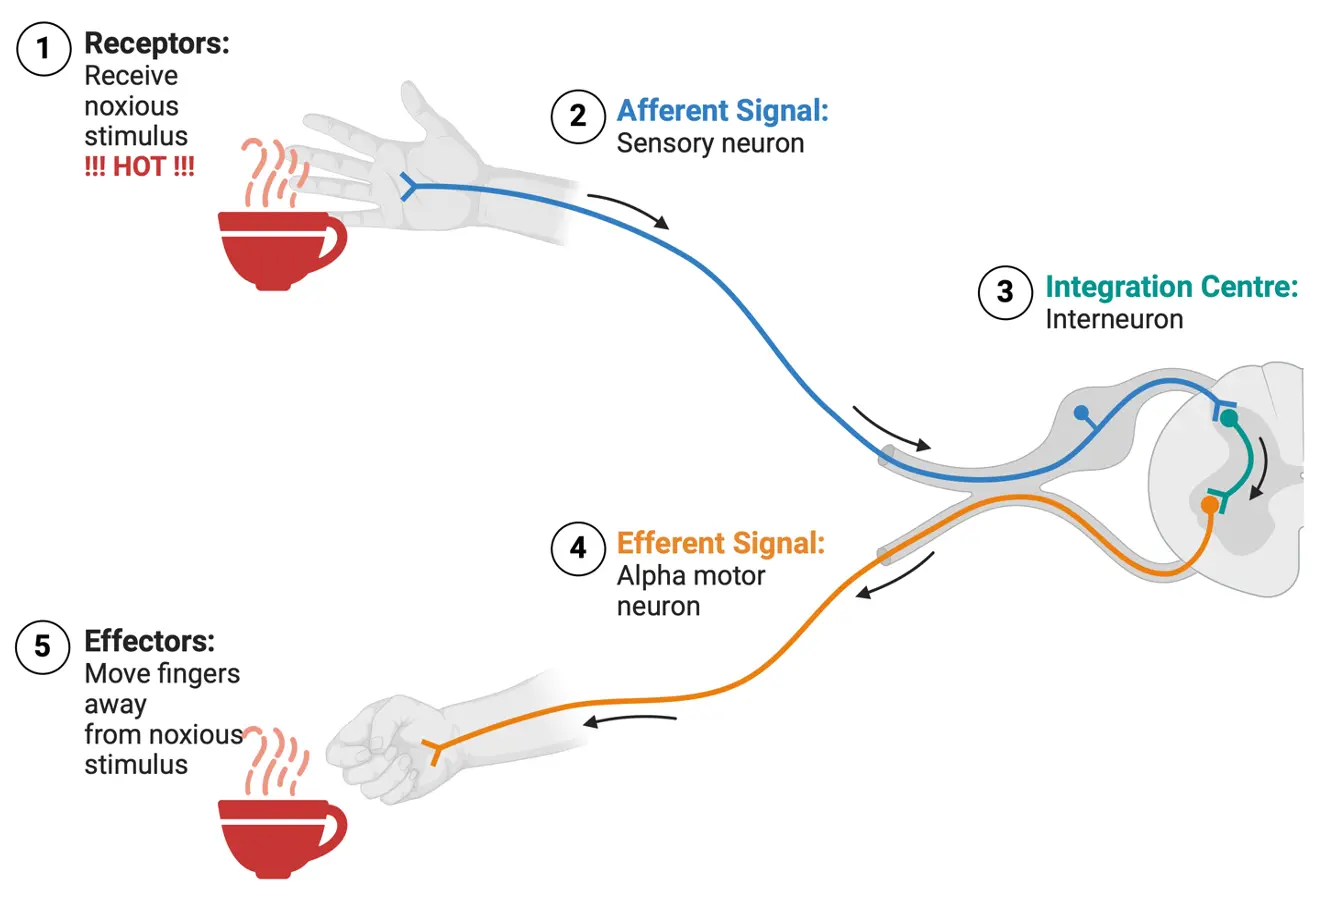 1
Receptors:
Receive
noxious
stimulus
!!! HOT !!!
2
Afferent Signal:
Sensory neuron
3
Integration Centre:
Interneuron
4
Efferent Signal:
Alpha motor
neuron
5
Effectors:
Move fingers
away
from noxious
stimulus